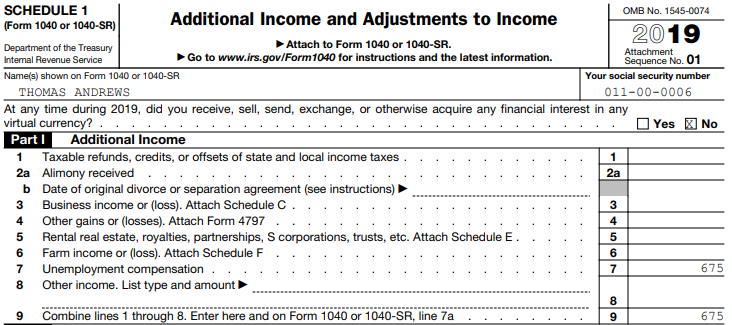 SCHEDULE 1
(Form 1040 or 1040-SR)
Department of the Treasury
Internal Revenue Service
Additional Income and Adjustments to Income
▶ Attach to Form 1040 or 1040-SR.
▶ Go to www.irs.gov/Form1040 for instructions and the latest information.
OMB No. 1545-0074
2019
Attachment
Sequence No. 01
Name(s) shown on Form 1040 or 1040-SR
THOMAS ANDREWS
Your social security number
011-00-0006
At any time during 2019, did you receive, sell, send, exchange, or otherwise acquire any financial interest in any
virtual currency? . . . . . . . . . . . . . . . . . . . . . . . . . . . . . ☐ Yes ☒ No
Part I Additional Income
1 Taxable refunds, credits, or offsets of state and local income taxes . . . . . . . . . . . 1
2a Alimony received . . . . . . . . . . . . . . . . . . . . . . . . 2a
b Date of original divorce or separation agreement (see instructions) ▶
3 Business income or (loss). Attach Schedule C . . . . . . . . . . . . . . . . 3
4 Other gains or (losses). Attach Form 4797 . . . . . . . . . . . . . . . . . 4
5 Rental real estate, royalties, partnerships, S corporations, trusts, etc. Attach Schedule E . . . . . 5
6 Farm income or (loss). Attach Schedule F . . . . . . . . . . . . . . . . . 6
7 Unemployment compensation . . . . . . . . . . . . . . . . . . . . 7 675
8 Other income. List type and amount ▶
8
9 Combine lines 1 through 8. Enter here and on Form 1040 or 1040-SR, line 7a . . . . . . . . 9 675